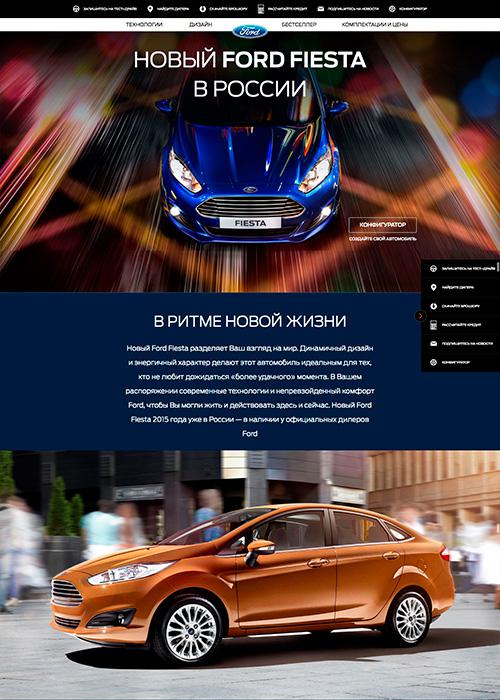 ЗАПИШИТЕСЬ НА ТЕСТ-ДРАЙВ НАЙДИТЕ ДИЛЕРА СКАЧАЙТЕ БРОШЮРУ РАССЧИТАЙТЕ КРЕДИТ ПОДПИШИТЕСЬ НА НОВОСТИ КОНФИГУРАТОР
ТЕХНОЛОГИИ ДИЗАЙН Ford БЕСТСЕЛЛЕР КОМПЛЕКТАЦИИ И ЦЕНЫ
НОВЫЙ FORD FIESTA
В РОССИИ
FIESTA
КОНФИГУРАТОР
СОЗДАЙТЕ СВОЙ АВТОМОБИЛЬ
ЗАПИШИТЕСЬ НА ТЕСТ-ДРАЙВ
НАЙДИТЕ ДИЛЕРА
СКАЧАЙТЕ БРОШЮРУ
РАССЧИТАЙТЕ КРЕДИТ
ПОДПИШИТЕСЬ НА НОВОСТИ
КОНФИГУРАТОР
В РИТМЕ НОВОЙ ЖИЗНИ
Новый Ford Fiesta разделяет Ваш взгляд на мир. Динамичный дизайн
и энергичный характер делают этот автомобиль идеальным для тех,
кто не любит дожидаться «более удачного» момента. В Вашем
распоряжении современные технологии и непревзойденный комфорт
Ford, чтобы Вы могли жить и действовать здесь и сейчас. Новый Ford
Fiesta 2015 года уже в России — в наличии у официальных дилеров
Ford